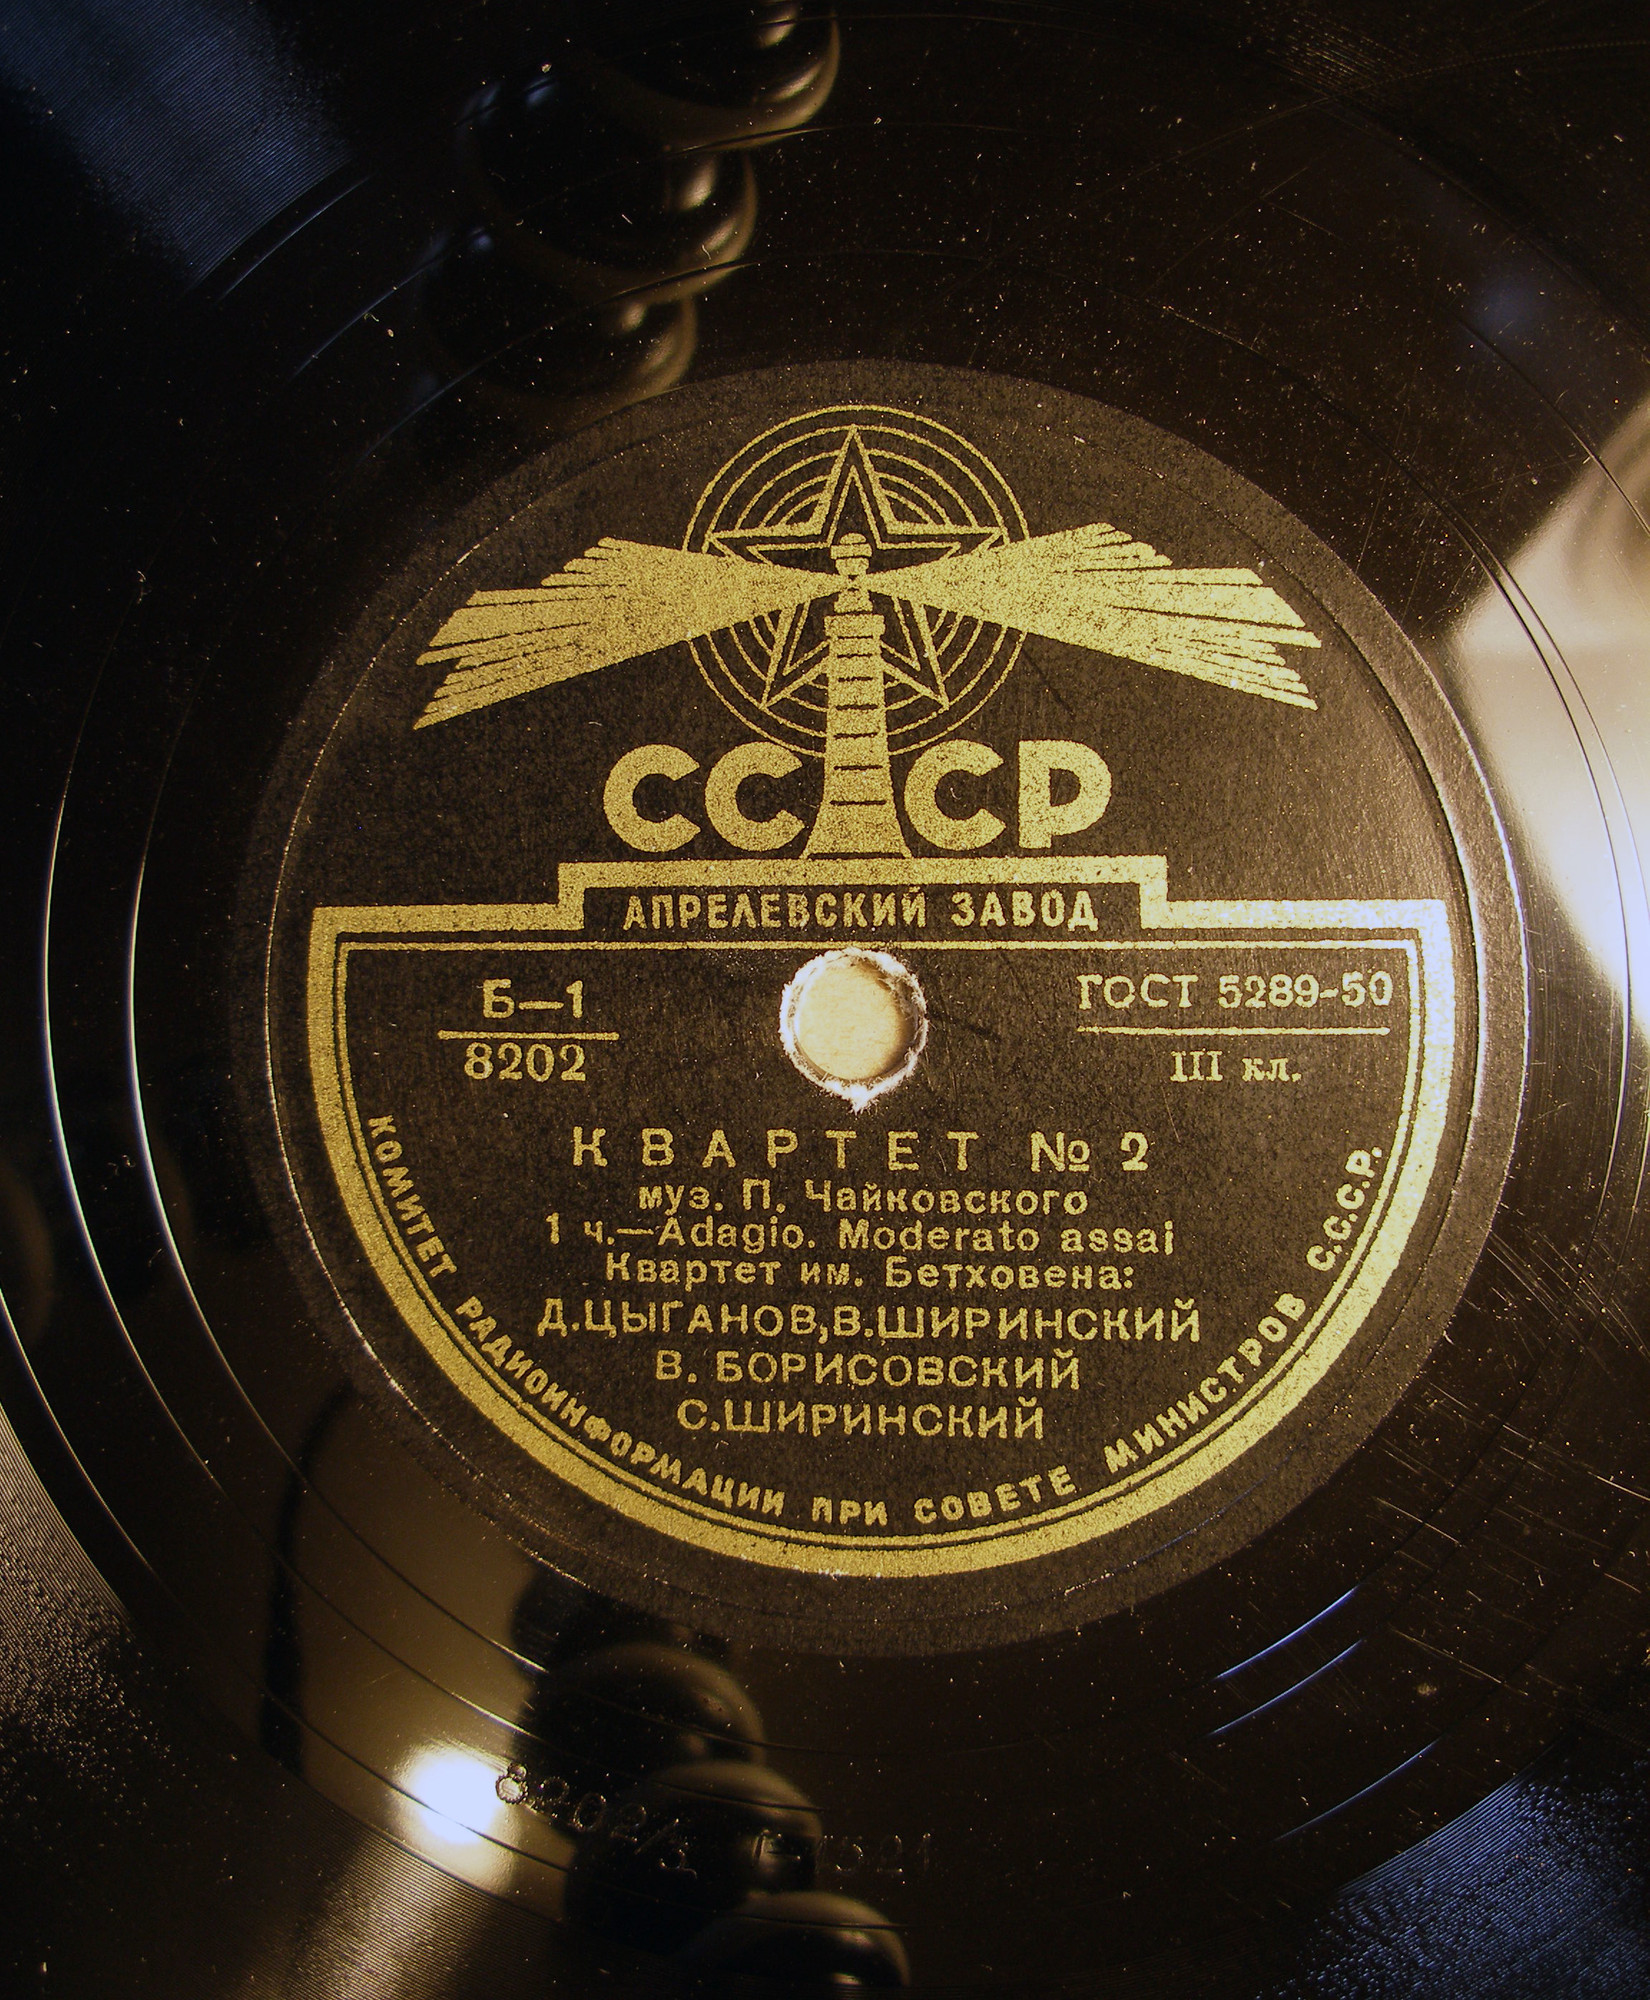 СССР
АПРЕЛЕВСКИЙ ЗАВОД
Б—1
8202
ГОСТ 5289-50
III кл.
КВАРТЕТ № 2
муз. П. Чайковского
1 ч.—Adagio. Moderato assai
Квартет им. Бетховена:
Д.ЦЫГАНОВ,В.ШИРИНСКИЙ
В. БОРИСОВСКИЙ
С.ШИРИНСКИЙ
КОМИТЕТ РАДИОИНФОРМАЦИИ ПРИ СОВЕТЕ МИНИСТРОВ С.С.С.Р.